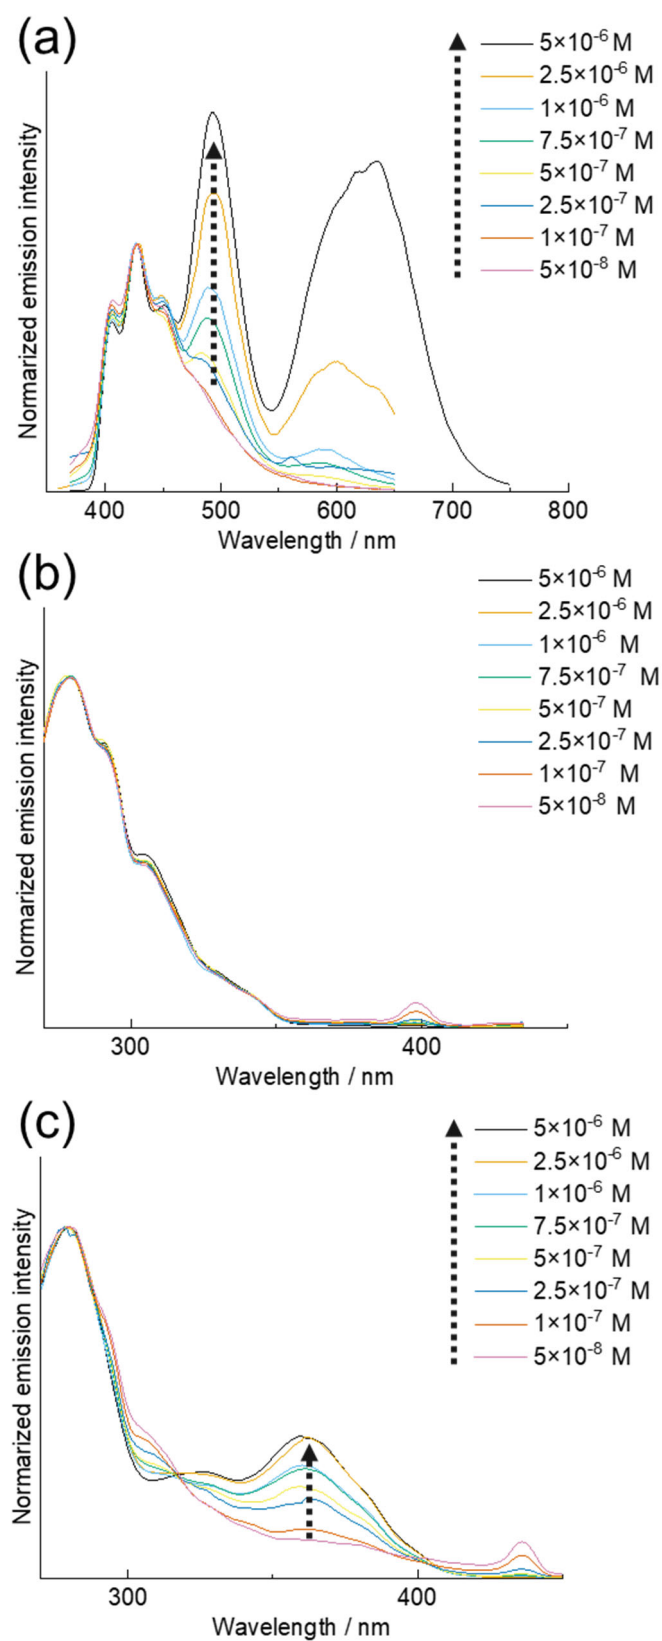 (a)
5×10-6 M
2.5×10-6 M
1×10-6 M
7.5×10-7 M
5×10-7 M
2.5×10-7 M
1×10-7 M
5×10-8 M
Normarized emission intensity
400 500 600 700 800
Wavelength / nm
(b)
5×10-6 M
2.5×10-6 M
1×10-6 M
7.5×10-7 M
5×10-7 M
2.5×10-7 M
1×10-7 M
5×10-8 M
Normarized emission intensity
300 400
Wavelength / nm
(c)
5×10-6 M
2.5×10-6 M
1×10-6 M
7.5×10-7 M
5×10-7 M
2.5×10-7 M
1×10-7 M
5×10-8 M
Normarized emission intensity
300 400
Wavelength / nm